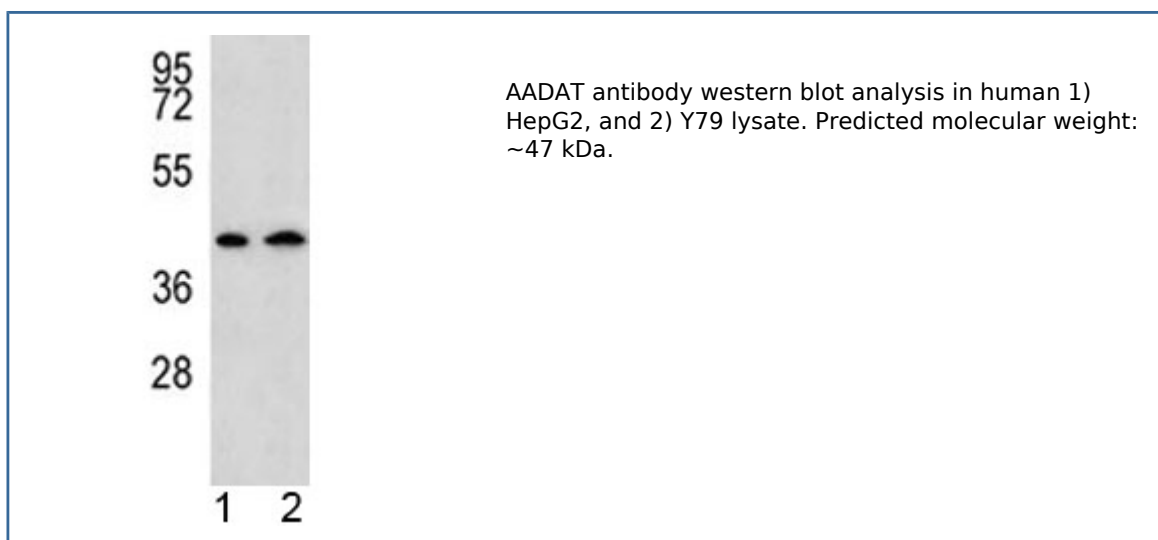 95
72
55
36
28
1 2
AADAT antibody western blot analysis in human 1)
HepG2, and 2) Y79 lysate. Predicted molecular weight:
~47 kDa.